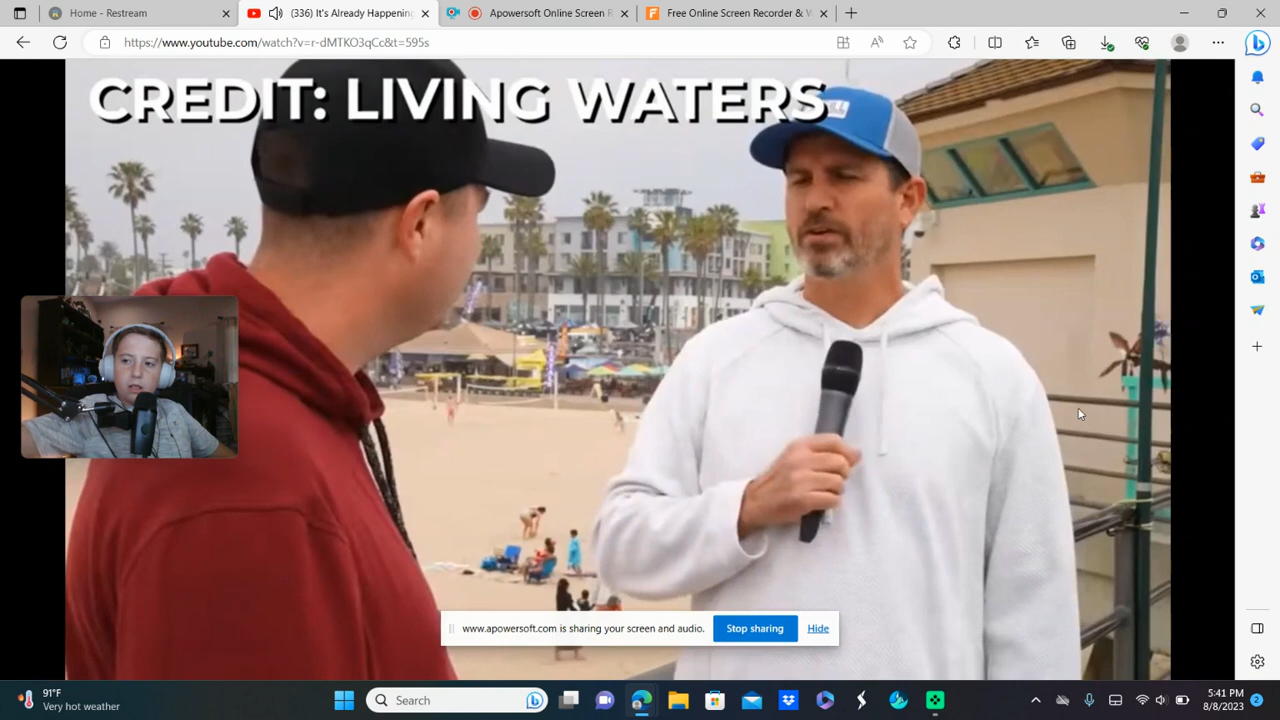 Home - Restream
(336) It's Already Happening
Apowersoft Online Screen R
Free Online Screen Recorder & W
https://www.youtube.com/watch?v=r-dMTKO3qCc&t=595s
CREDIT: LIVING WATERS
www.apowersoft.com is sharing your screen and audio.
Stop sharing
Hide
91°F
Very hot weather
Search
5:41 PM
8/8/2023
2